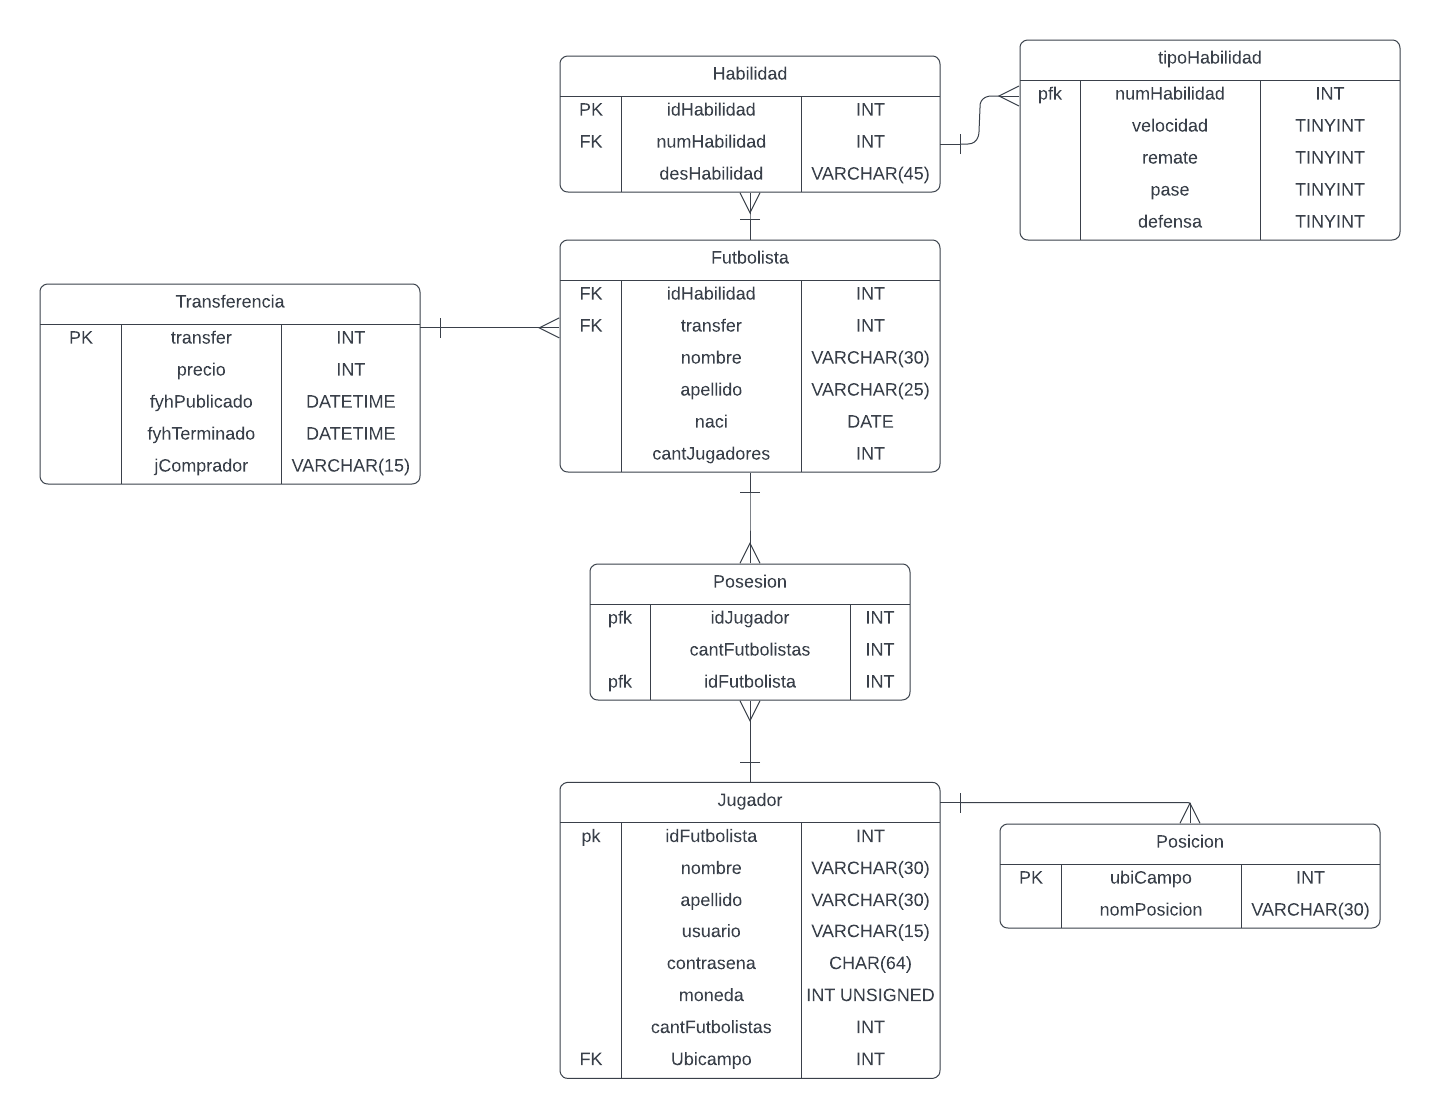 Habilidad
PK idHabilidad INT
FK numHabilidad INT
desHabilidad VARCHAR(45)
tipoHabilidad
pfk numHabilidad INT
velocidad TINYINT
remate TINYINT
pase TINYINT
defensa TINYINT
Futbolista
FK idHabilidad INT
FK transfer INT
nombre VARCHAR(30)
apellido VARCHAR(25)
naci DATE
cantJugadores INT
Transferencia
PK transfer INT
precio INT
fyhPublicado DATETIME
fyhTerminado DATETIME
jComprador VARCHAR(15)
Posesion
pfk idJugador INT
cantFutbolistas INT
pfk idFutbolista INT
Jugador
pk idFutbolista INT
nombre VARCHAR(30)
apellido VARCHAR(30)
usuario VARCHAR(15)
contrasena CHAR(64)
moneda INT UNSIGNED
cantFutbolistas INT
FK Ubicampo INT
Posicion
PK ubiCampo INT
nomPosicion VARCHAR(30)